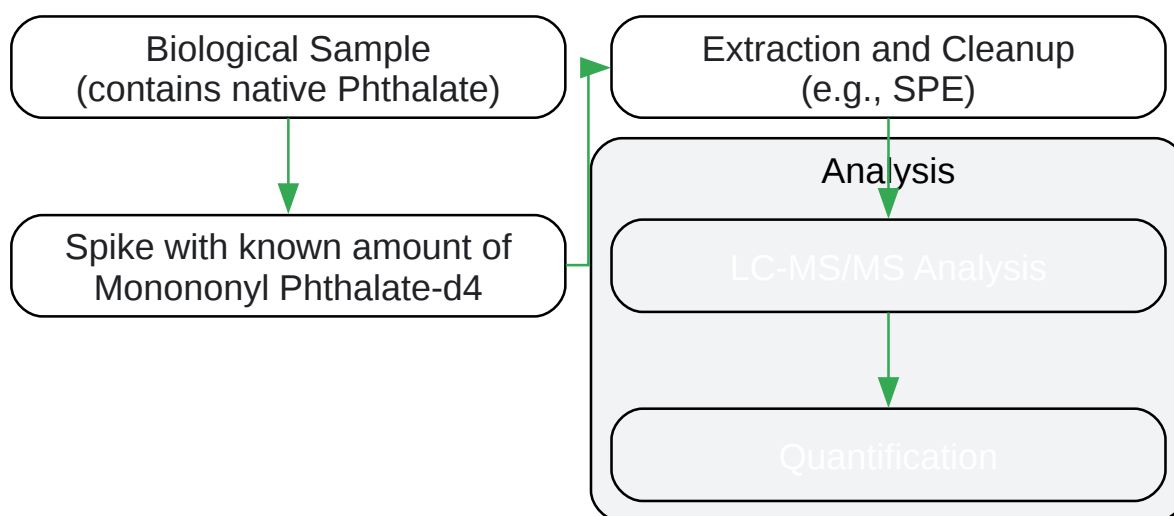 Biological Sample
(contains native Phthalate)
Spike with known amount of
Monononyl Phthalate-d4
Extraction and Cleanup
(e.g., SPE)
Analysis
LC-MS/MS Analysis
Quantification